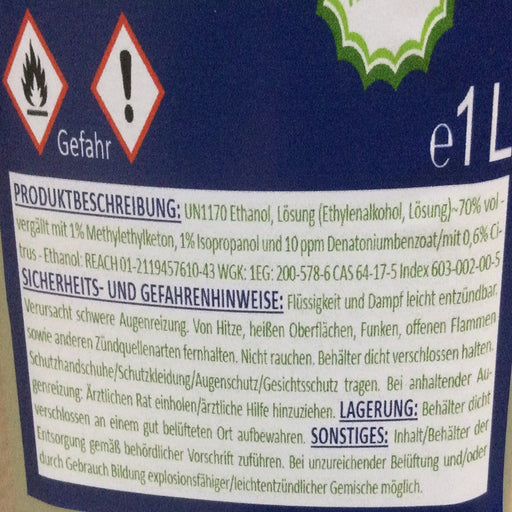 Gefahr
e1L
PRODUKTBESCHREIBUNG: UN1170 Ethanol, Lösung (Ethylenalkohol, Lösung)~70% vol -
vergällt mit 1% Methylethylketon, 1% Isopropanol und 10 ppm Denatoniumbenzoat/mit 0,6% Ci-
trus - Ethanol: REACH 01-2119457610-43 WGK: 1EG: 200-578-6 CAS 64-17-5 Index 603-002-00-5
SICHERHEITS- UND GEFAHRENHINWEISE: Flüssigkeit und Dampf leicht entzündbar.
Verursacht schwere Augenreizung. Von Hitze, heißen Oberflächen, Funken, offenen Flammen
sowie anderen Zündquellenarten fernhalten. Nicht rauchen. Behälter dicht verschlossen halten.
Schutzhandschuhe/Schutzkleidung/Augenschutz/Gesichtsschutz tragen. Bei anhaltender Au-
genreizung: Ärztlichen Rat einholen/ärztliche Hilfe hinzuziehen. LAGERUNG: Behälter dicht
verschlossen an einem gut belüfteten Ort aufbewahren. SONSTIGES: Inhalt/Behälter der
Entsorgung gemäß behördlicher Vorschrift zuführen. Bei unzureichender Belüftung und/oder
durch Gebrauch Bildung explosionsfähiger/leichtentzündlicher Gemische möglich.